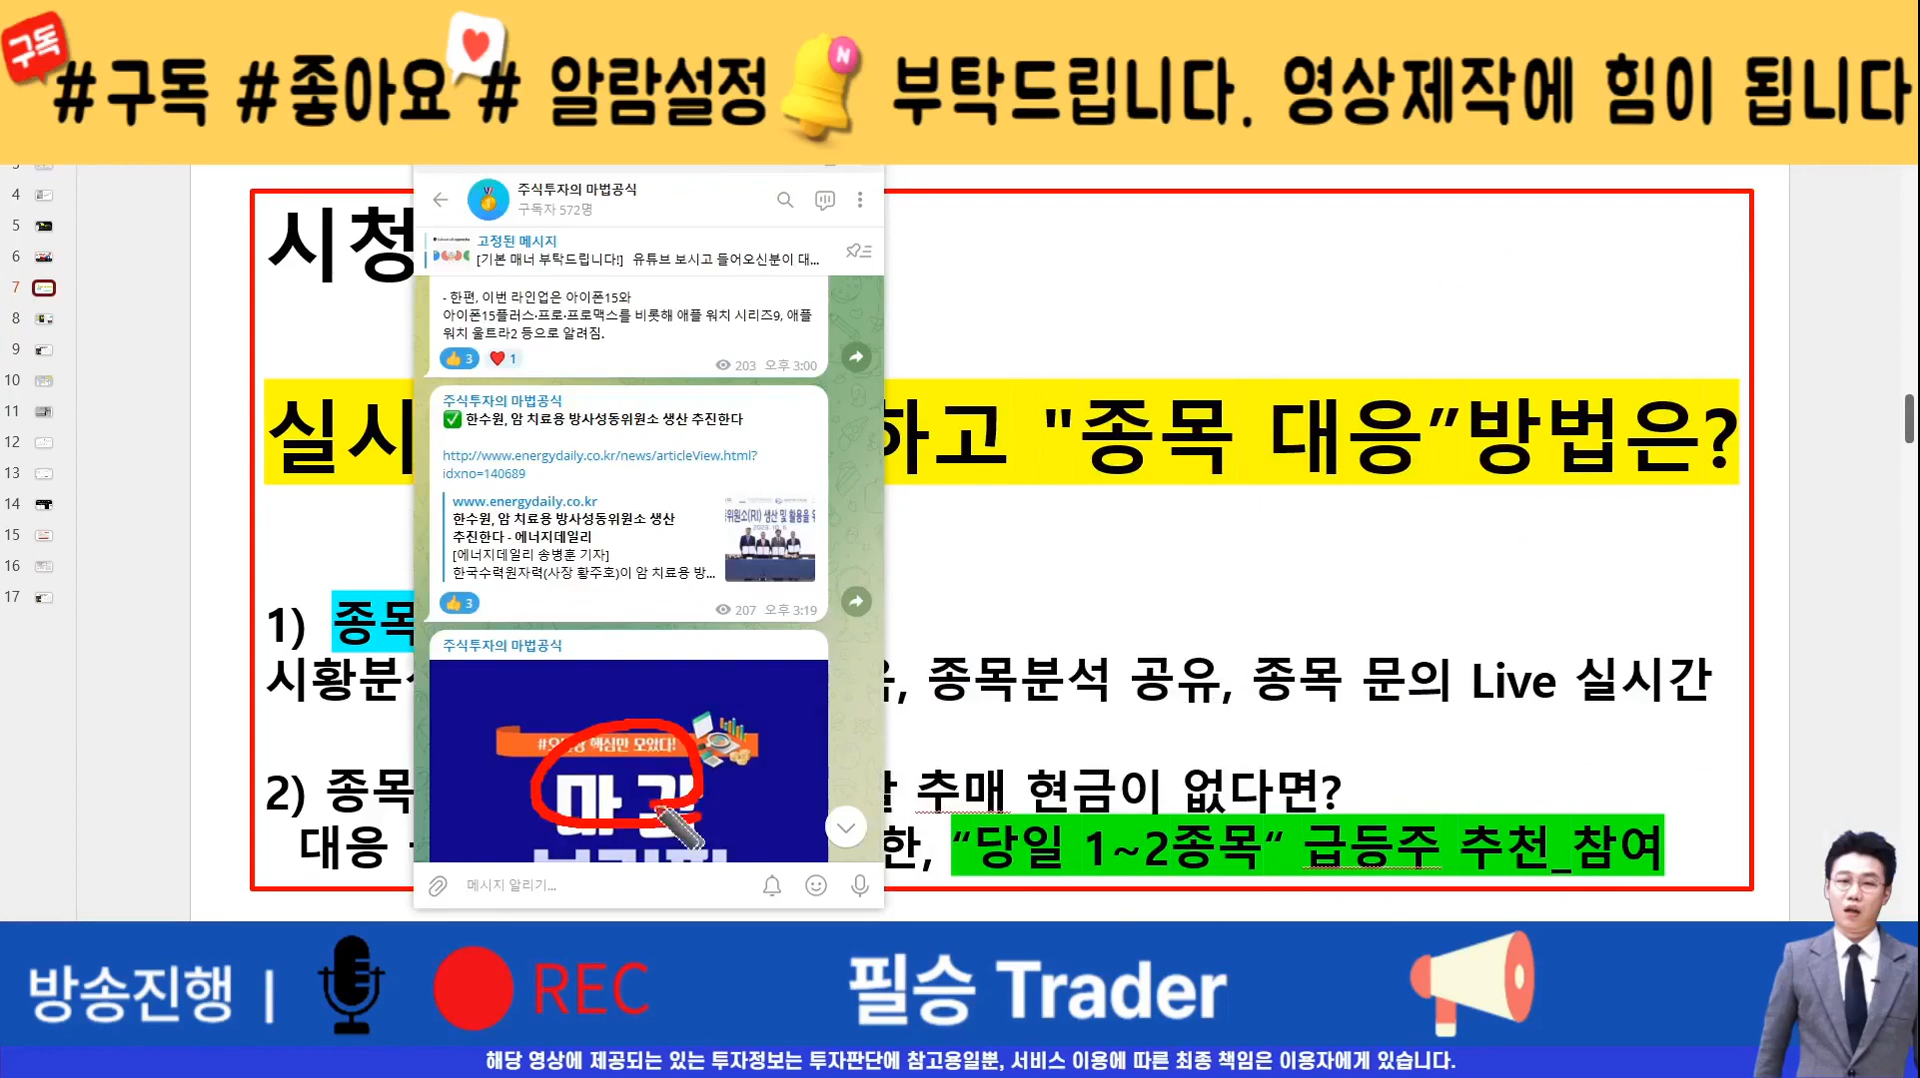 구독
#구독 #좋아요 # 알람설정 N 부탁드립니다. 영상제작에 힘이 됩니다
4
5
6
7
8
9
10
11
12
13
14
15
16
17
시청
실시
하고 "종목 대응”방법은?
1) 종목
시황분
, 종목분석 공유, 종목 문의 Live 실시간
2) 종목
추매 현금이 없다면?
대응
한, “당일 1~2종목“ 급등주 추천_참여
주식투자의 마법공식
구독자 572명
고정된 메시지
[기본 매너 부탁드립니다!] 유튜브 보시고 들어오신분이 대...
- 한편, 이번 라인업은 아이폰15와
아이폰15플러스·프로·프로맥스를 비롯해 애플 워치 시리즈9, 애플
워치 울트라2 등으로 알려짐.
3 1
203 오후 3:00
주식투자의 마법공식
한수원, 암 치료용 방사성동위원소 생산 추진한다
http://www.energydaily.co.kr/news/articleView.html?
idxno=140689
www.energydaily.co.kr
한수원, 암 치료용 방사성동위원소 생산
추진한다 - 에너지데일리
[에너지데일리 송병훈 기자]
한국수력원자력(사장 황주호)이 암 치료용 방...
위원소(RI) 생산 및 활용을
2023. 10. 6.
3
207 오후 3:19
주식투자의 마법공식
핵심만 모았다!
마감
메시지 알리기...
방송진행 |
REC
필승 Trader
해당 영상에 제공되는 있는 투자정보는 투자판단에 참고용일뿐, 서비스 이용에 따른 최종 책임은 이용자에게 있습니다.